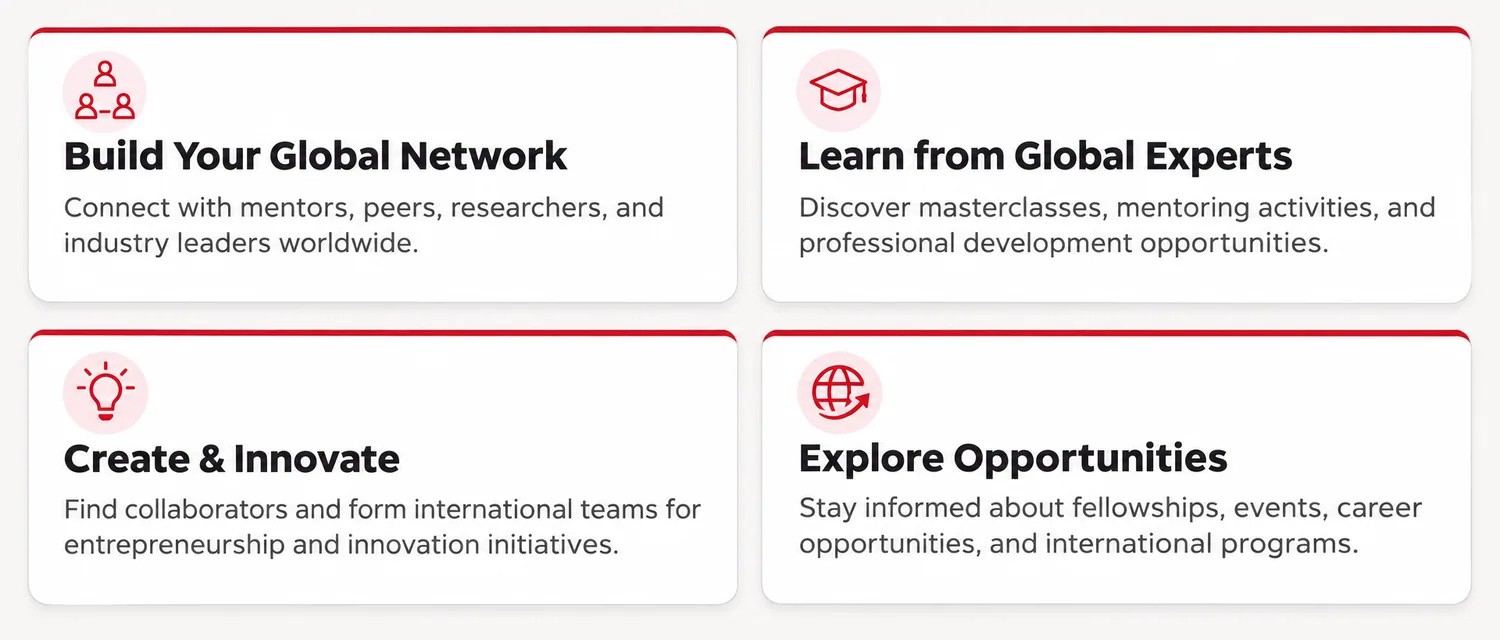 Build Your Global Network
Connect with mentors, peers, researchers, and
industry leaders worldwide.
Learn from Global Experts
Discover masterclasses, mentoring activities, and
professional development opportunities.
Create & Innovate
Find collaborators and form international teams for
entrepreneurship and innovation initiatives.
Explore Opportunities
Stay informed about fellowships, events, career
opportunities, and international programs.